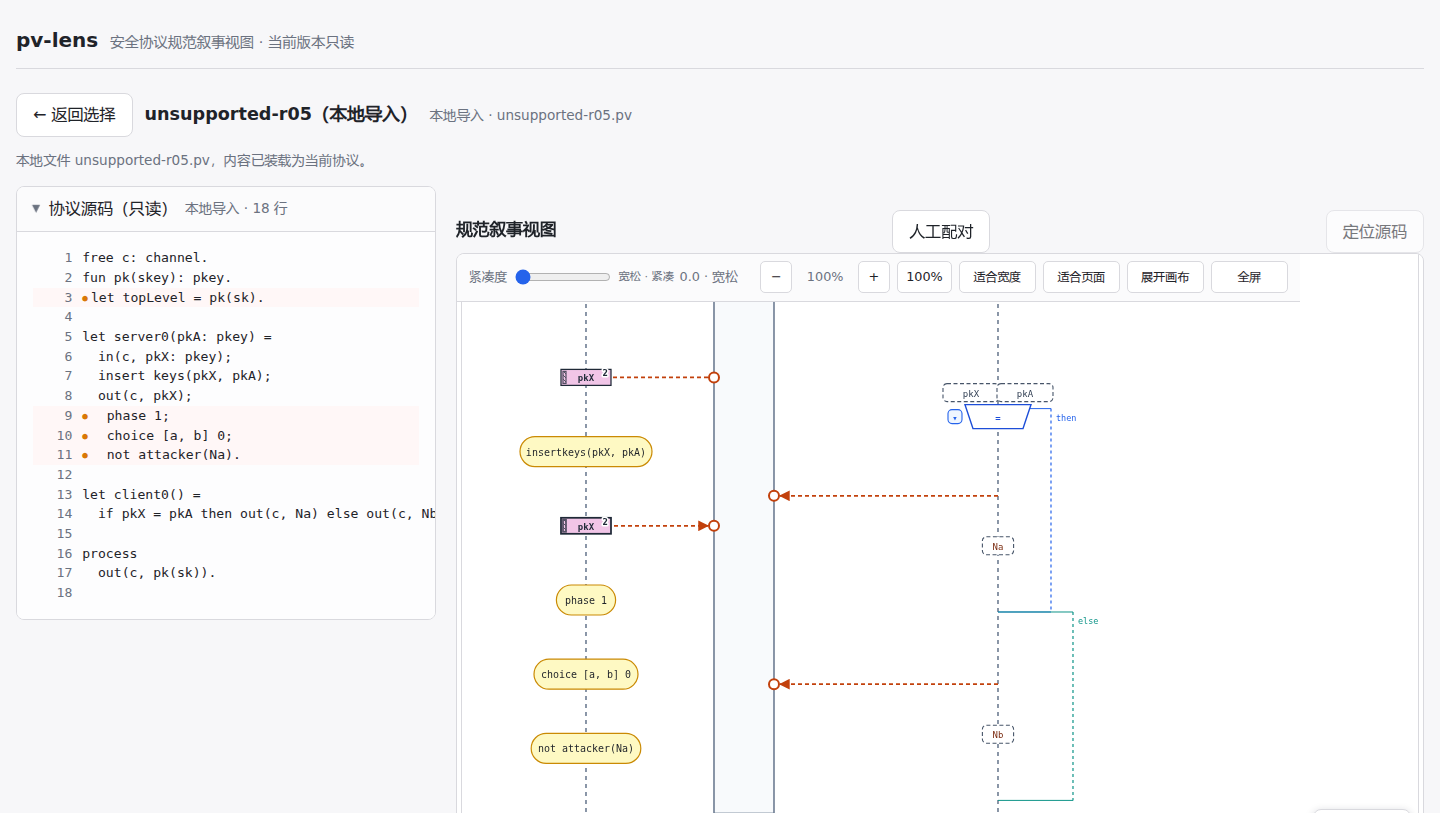 pv-lens 安全协议规范叙事视图 · 当前版本只读
← 返回选择 unsupported-r05（本地导入） 本地导入 · unsupported-r05.pv
本地文件 unsupported-r05.pv，内容已装载为当前协议。
▼ 协议源码（只读） 本地导入 · 18 行
1 free c: channel.
2 fun pk(skey): pkey.
3 let topLevel = pk(sk).
4
5 let server0(pkA: pkey) =
6 in(c, pkX: pkey);
7 insert keys(pkX, pkA);
8 out(c, pkX);
9 phase 1;
10 choice [a, b] 0;
11 not attacker(Na).
12
13 let client0() =
14 if pkX = pkA then out(c, Na) else out(c, Nb
15
16 process
17 out(c, pk(sk)).
18
规范叙事视图 人工配对 定位源码
紧凑度 宽松 · 紧凑 0.0 · 宽松 − 100% + 100% 适合宽度 适合页面 展开画布 全屏
pkX 2
pkX pkA
= then
insertkeys(pkX, pkA)
pkX 2
Na
phase 1
else
choice [a, b] 0
Nb
not attacker(Na)